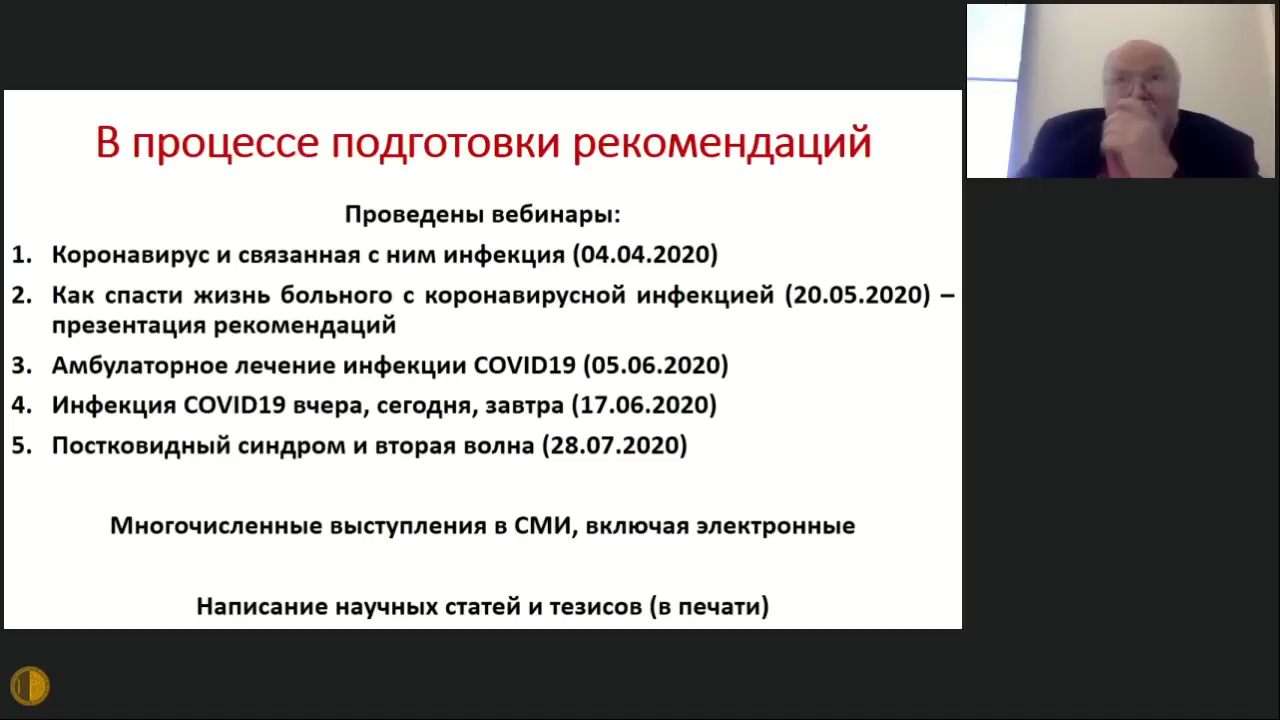 В процессе подготовки рекомендаций
Проведены вебинары:
1. Коронавирус и связанная с ним инфекция (04.04.2020)
2. Как спасти жизнь больного с коронавирусной инфекцией (20.05.2020) –
презентация рекомендаций
3. Амбулаторное лечение инфекции COVID19 (05.06.2020)
4. Инфекция COVID19 вчера, сегодня, завтра (17.06.2020)
5. Постковидный синдром и вторая волна (28.07.2020)
Многочисленные выступления в СМИ, включая электронные
Написание научных статей и тезисов (в печати)